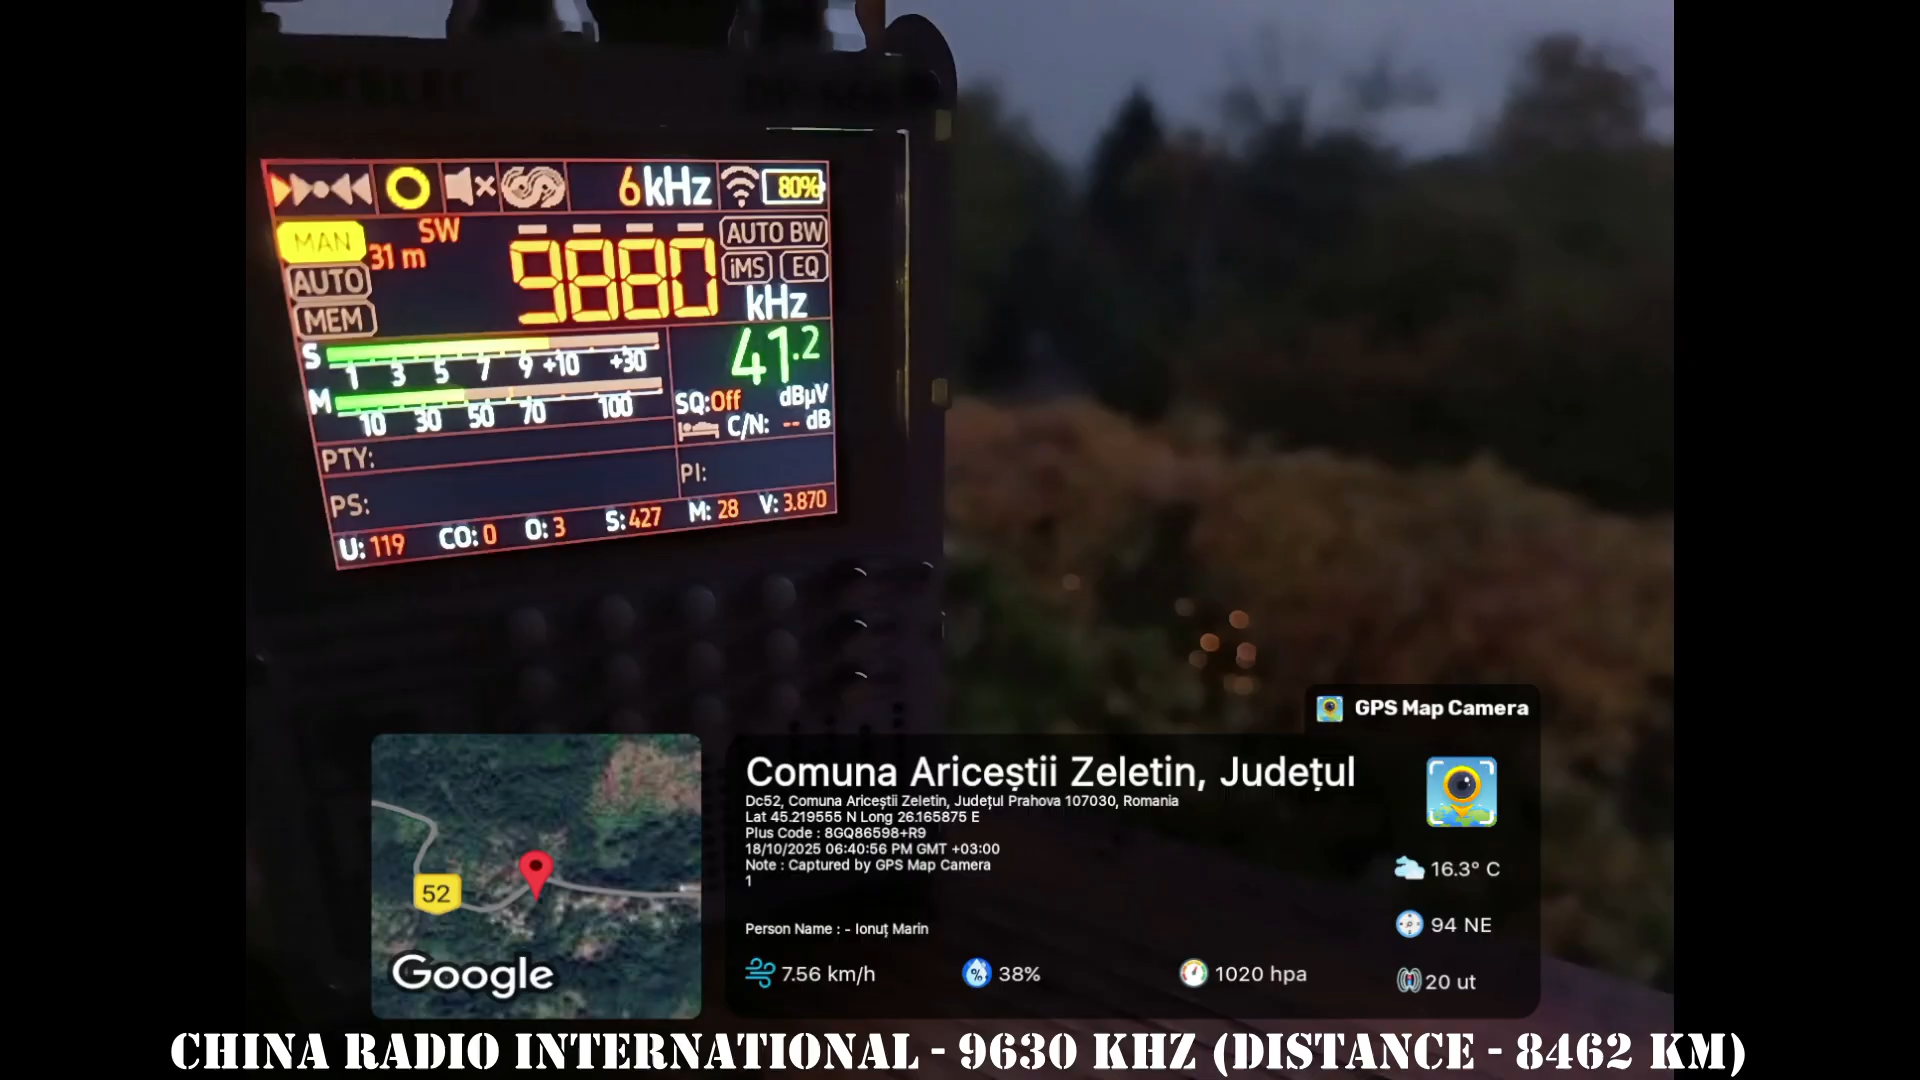 6kHz
80%
MAN
SW
31 m
9880
AUTO BW
AUTO
iMS
EQ
kHz
MEM
S
1 3 5 7 9 +10 +30
41.2
M
10 30 50 70 100
SQ:Off
dBµV
C/N: -- dB
PTY:
PI:
PS:
U: 119 CO: 0 O: 3 S: 427 M: 28 V: 3.870
GPS Map Camera
Comuna Ariceștii Zeletin, Județul
Dc52, Comuna Ariceștii Zeletin, Județul Prahova 107030, Romania
Lat 45.219555 N Long 26.165875 E
Plus Code : 8GQ86598+R9
18/10/2025 06:40:56 PM GMT +03:00
Note : Captured by GPS Map Camera
1
Person Name : - Ionuț Marin
7.56 km/h
38%
1020 hpa
16.3° C
94 NE
20 ut
52
Google
CHINA RADIO INTERNATIONAL - 9630 KHZ (DISTANCE - 8462 KM)